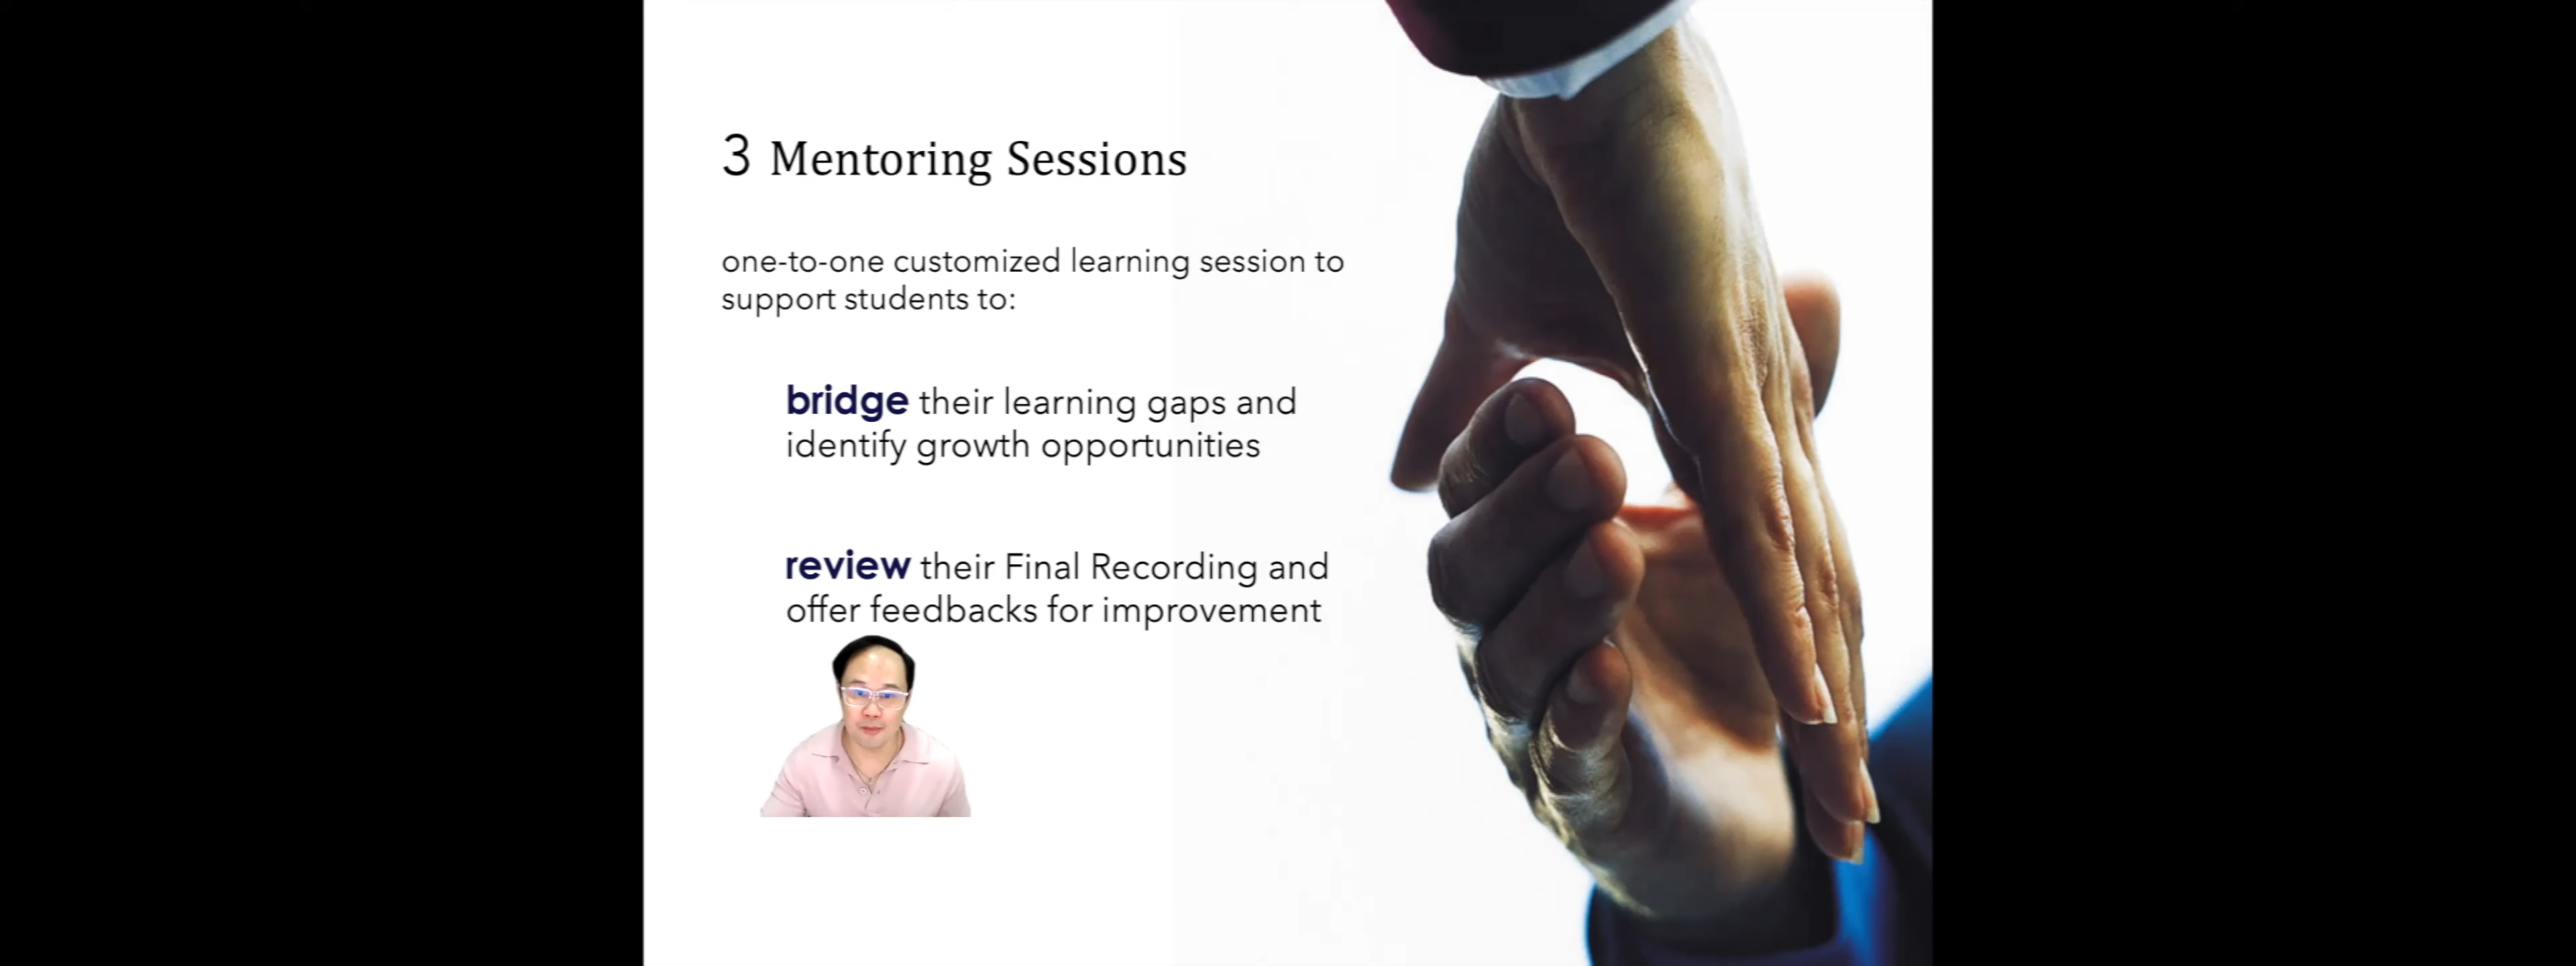 3 Mentoring Sessions
one-to-one customized learning session to
support students to:
bridge their learning gaps and
identify growth opportunities
review their Final Recording and
offer feedbacks for improvement